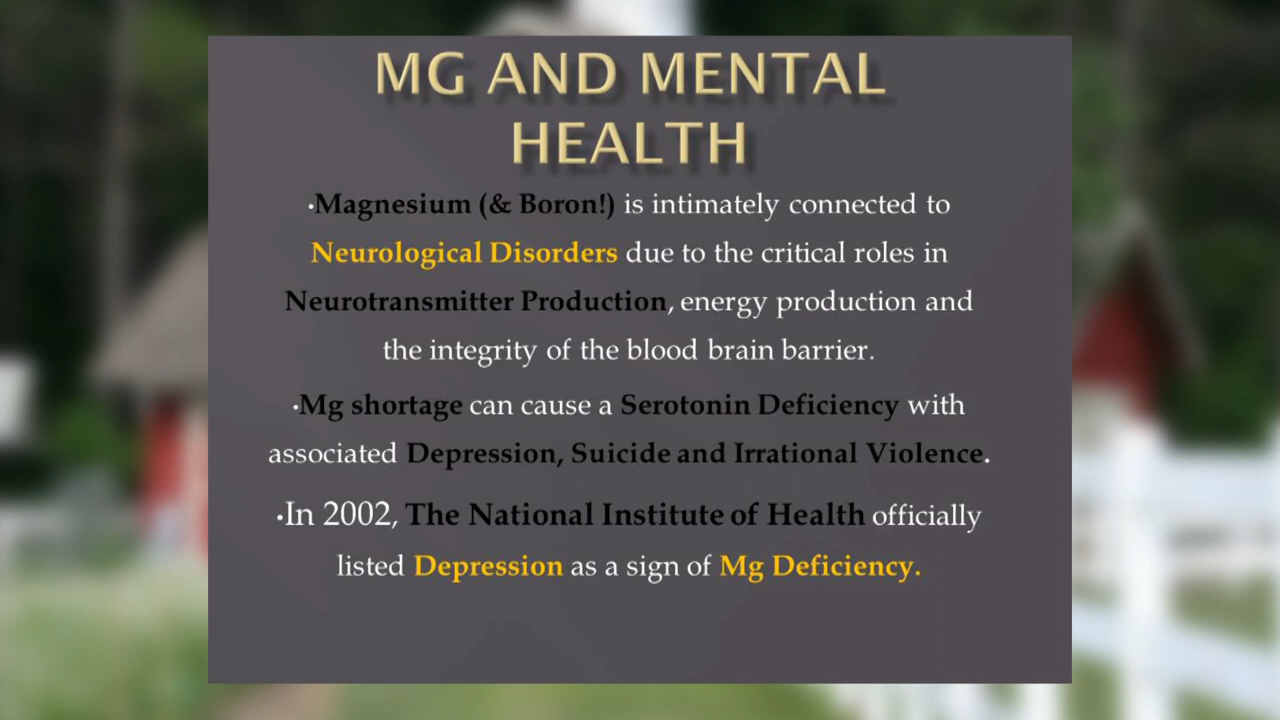 MG AND MENTAL
HEALTH
•Magnesium (& Boron!) is intimately connected to
Neurological Disorders due to the critical roles in
Neurotransmitter Production, energy production and
the integrity of the blood brain barrier.
•Mg shortage can cause a Serotonin Deficiency with
associated Depression, Suicide and Irrational Violence.
•In 2002, The National Institute of Health officially
listed Depression as a sign of Mg Deficiency.